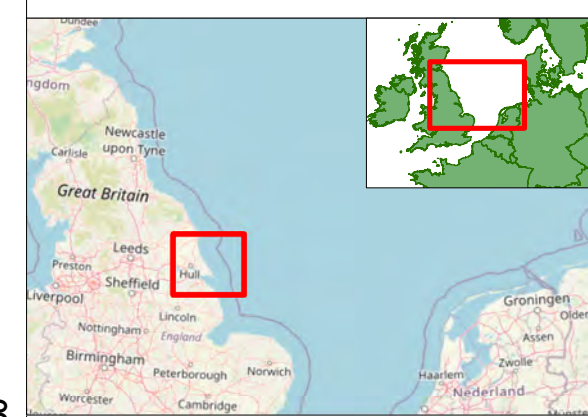 Dundee
ngdom
Newcastle
upon Tyne
Carlisle
Great Britain
Leeds
Preston
Hull
Sheffield
Liverpool
Lincoln
Nottingham
England
Birmingham
Peterborough
Norwich
Worcester
Cambridge
Groningen
Assen
Zwolle
Haarlem
Nederland